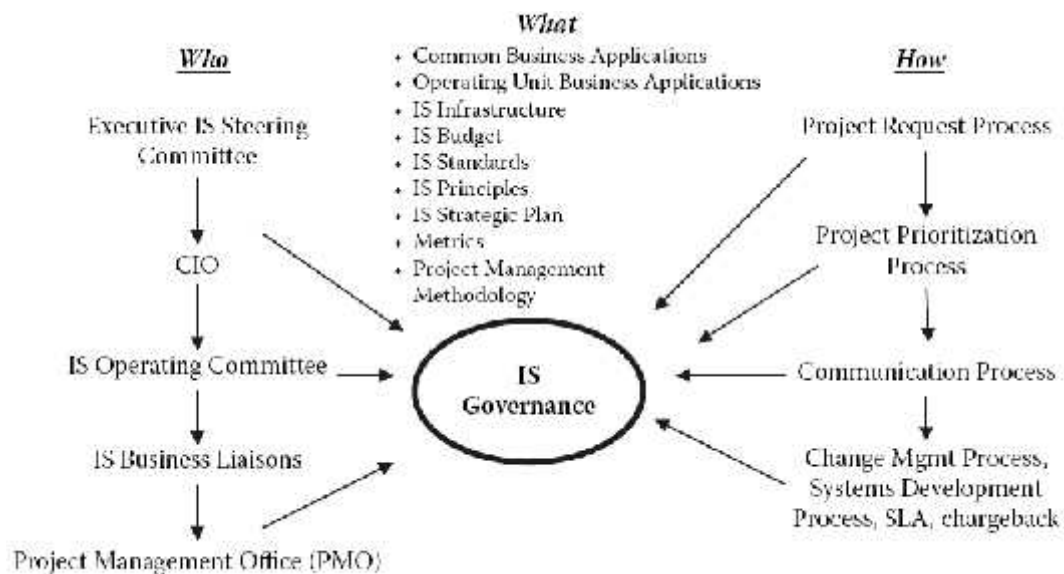 What
• Common Business Applications
• Operating Unit Business Applications
• IS Infrastructure
• IS Budget
• IS Standards
• IS Principles
• IS Strategic Plan
• Metrics
• Project Management
Methodology
Who
Executive IS Steering
Committee
CIO
IS Operating Committee
IS Business Liaisons
Project Management Office (PMO)
IS
Governance
How
Project Request Process
Project Prioritization
Process
Communication Process
Change Mgmt Process,
Systems Development
Process, SLA, chargeback